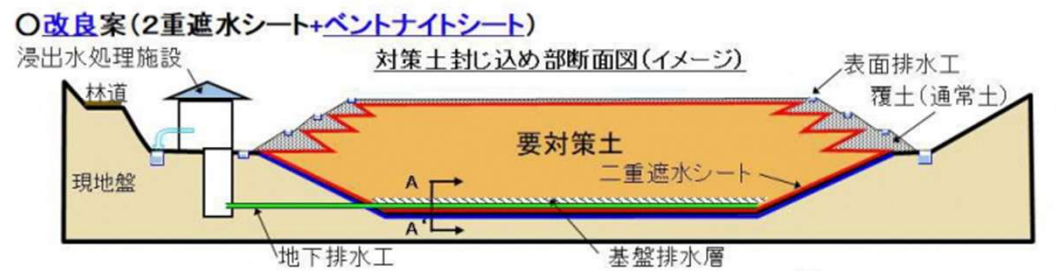 〇改良案(2重遮水シート+ベントナイトシート)
浸出水処理施設
対策土封じ込め部断面図(イメージ)
表面排水工
林道
覆土(通常土)
要対策土
現地盤
A
二重遮水シート
A'
地下排水工
基盤排水層